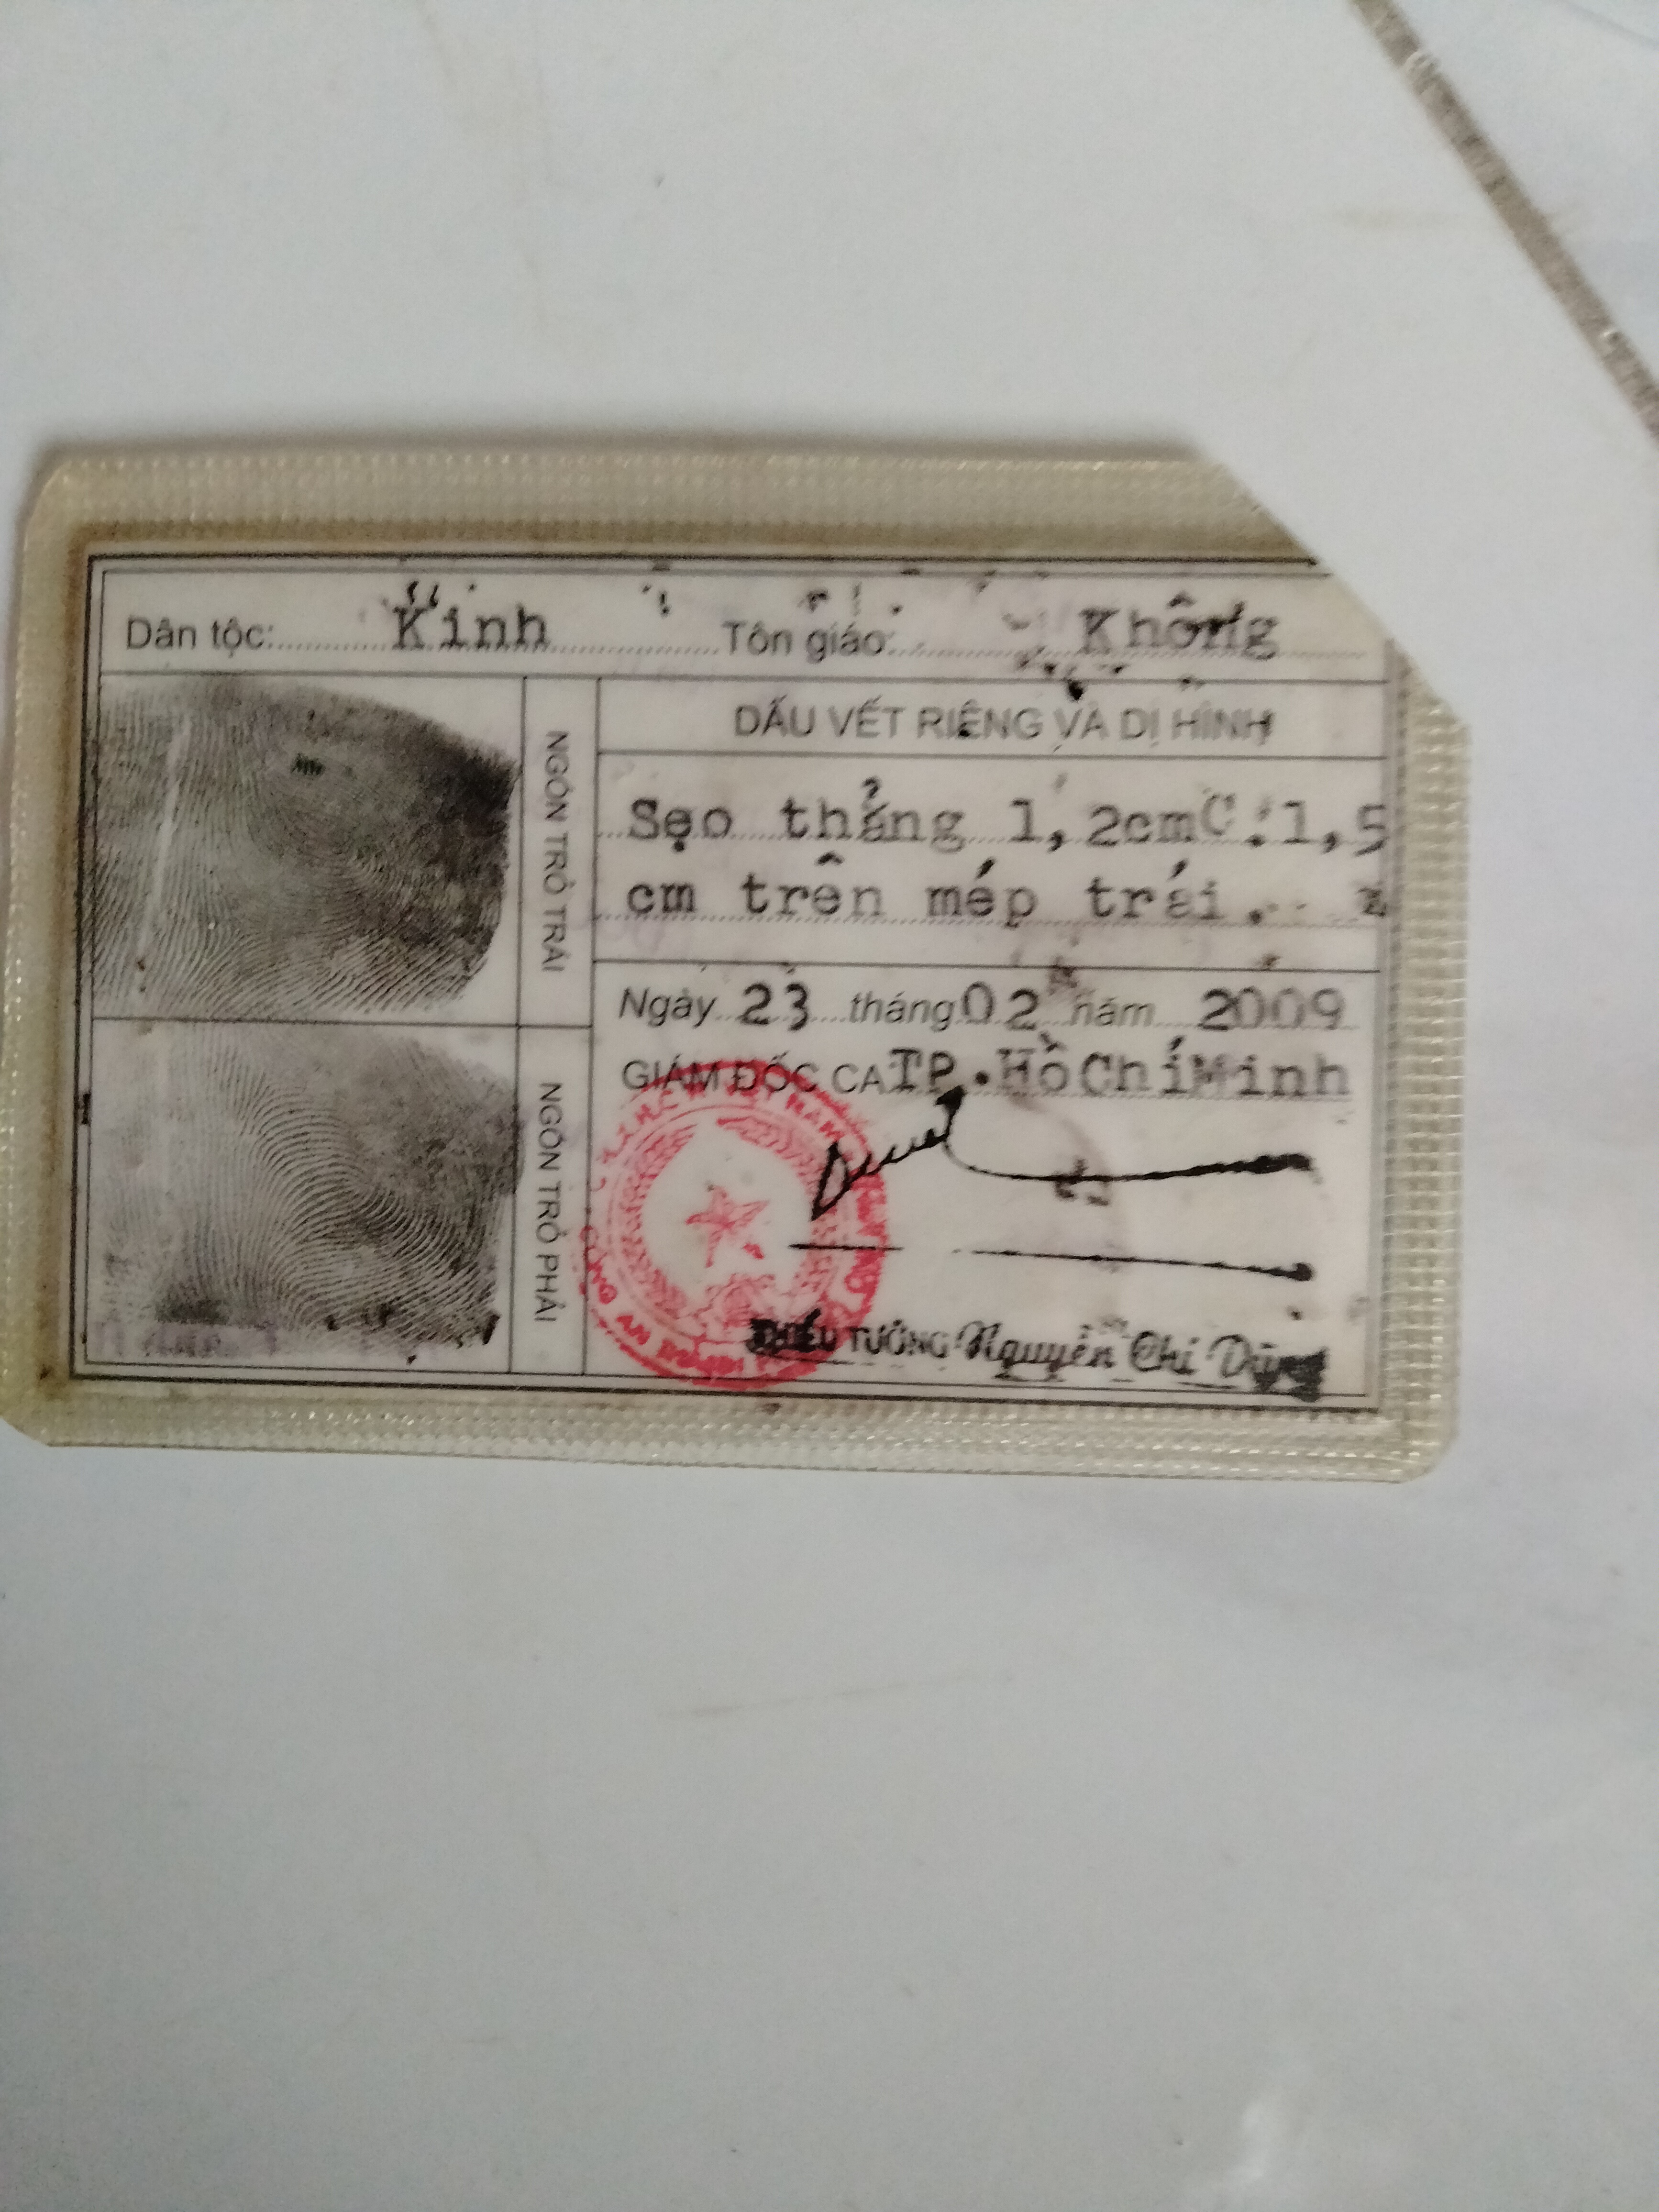 Dân tộc: Kinh Tôn giáo: Không
NGÓN TRỎ TRÁI
DẤU VẾT RIÊNG VÀ DỊ HÌNH
Sẹo thẳng 1,2cmC:1,5
cm trên mép trái.
Ngày 23 tháng 02 năm 2009
NGÓN TRỎ PHẢI
GIÁM ĐỐC CA TP.Hồ Chí Minh
THIẾU TƯỚNG Nguyễn Chí Dũng